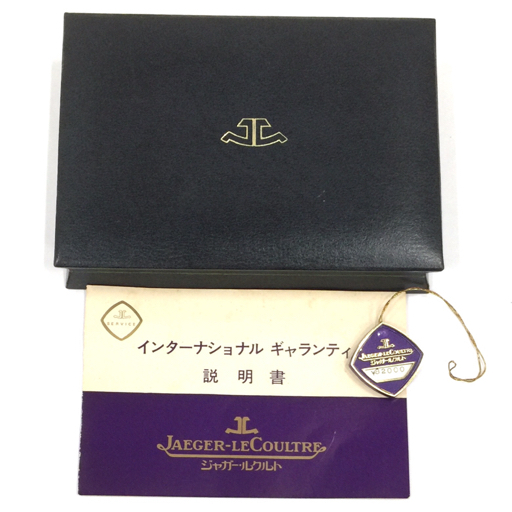 SERVICE
インターナショナル ギャランティ
説明書
JAEGER-LECOULTRE
ジャガー・ルクルト
JAEGER-LECOULTRE
ジャガー・ルクルト